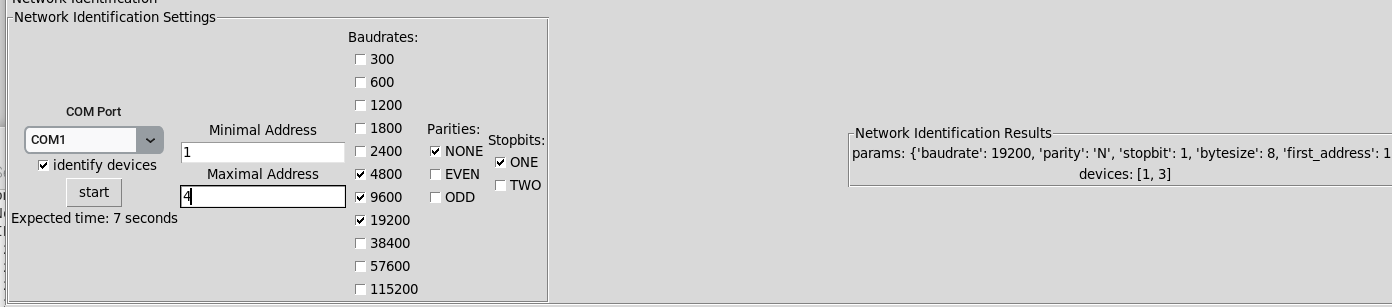 Network Identification
Network Identification Settings
Baudrates:
300
600
1200
1800
2400
4800
9600
19200
38400
57600
115200
COM Port
COM1
identify devices
start
Expected time: 7 seconds
Minimal Address
1
Maximal Address
4
Parities:
NONE
EVEN
ODD
Stopbits:
ONE
TWO
Network Identification Results
params: {'baudrate': 19200, 'parity': 'N', 'stopbit': 1, 'bytesize': 8, 'first_address': 1
devices: [1, 3]